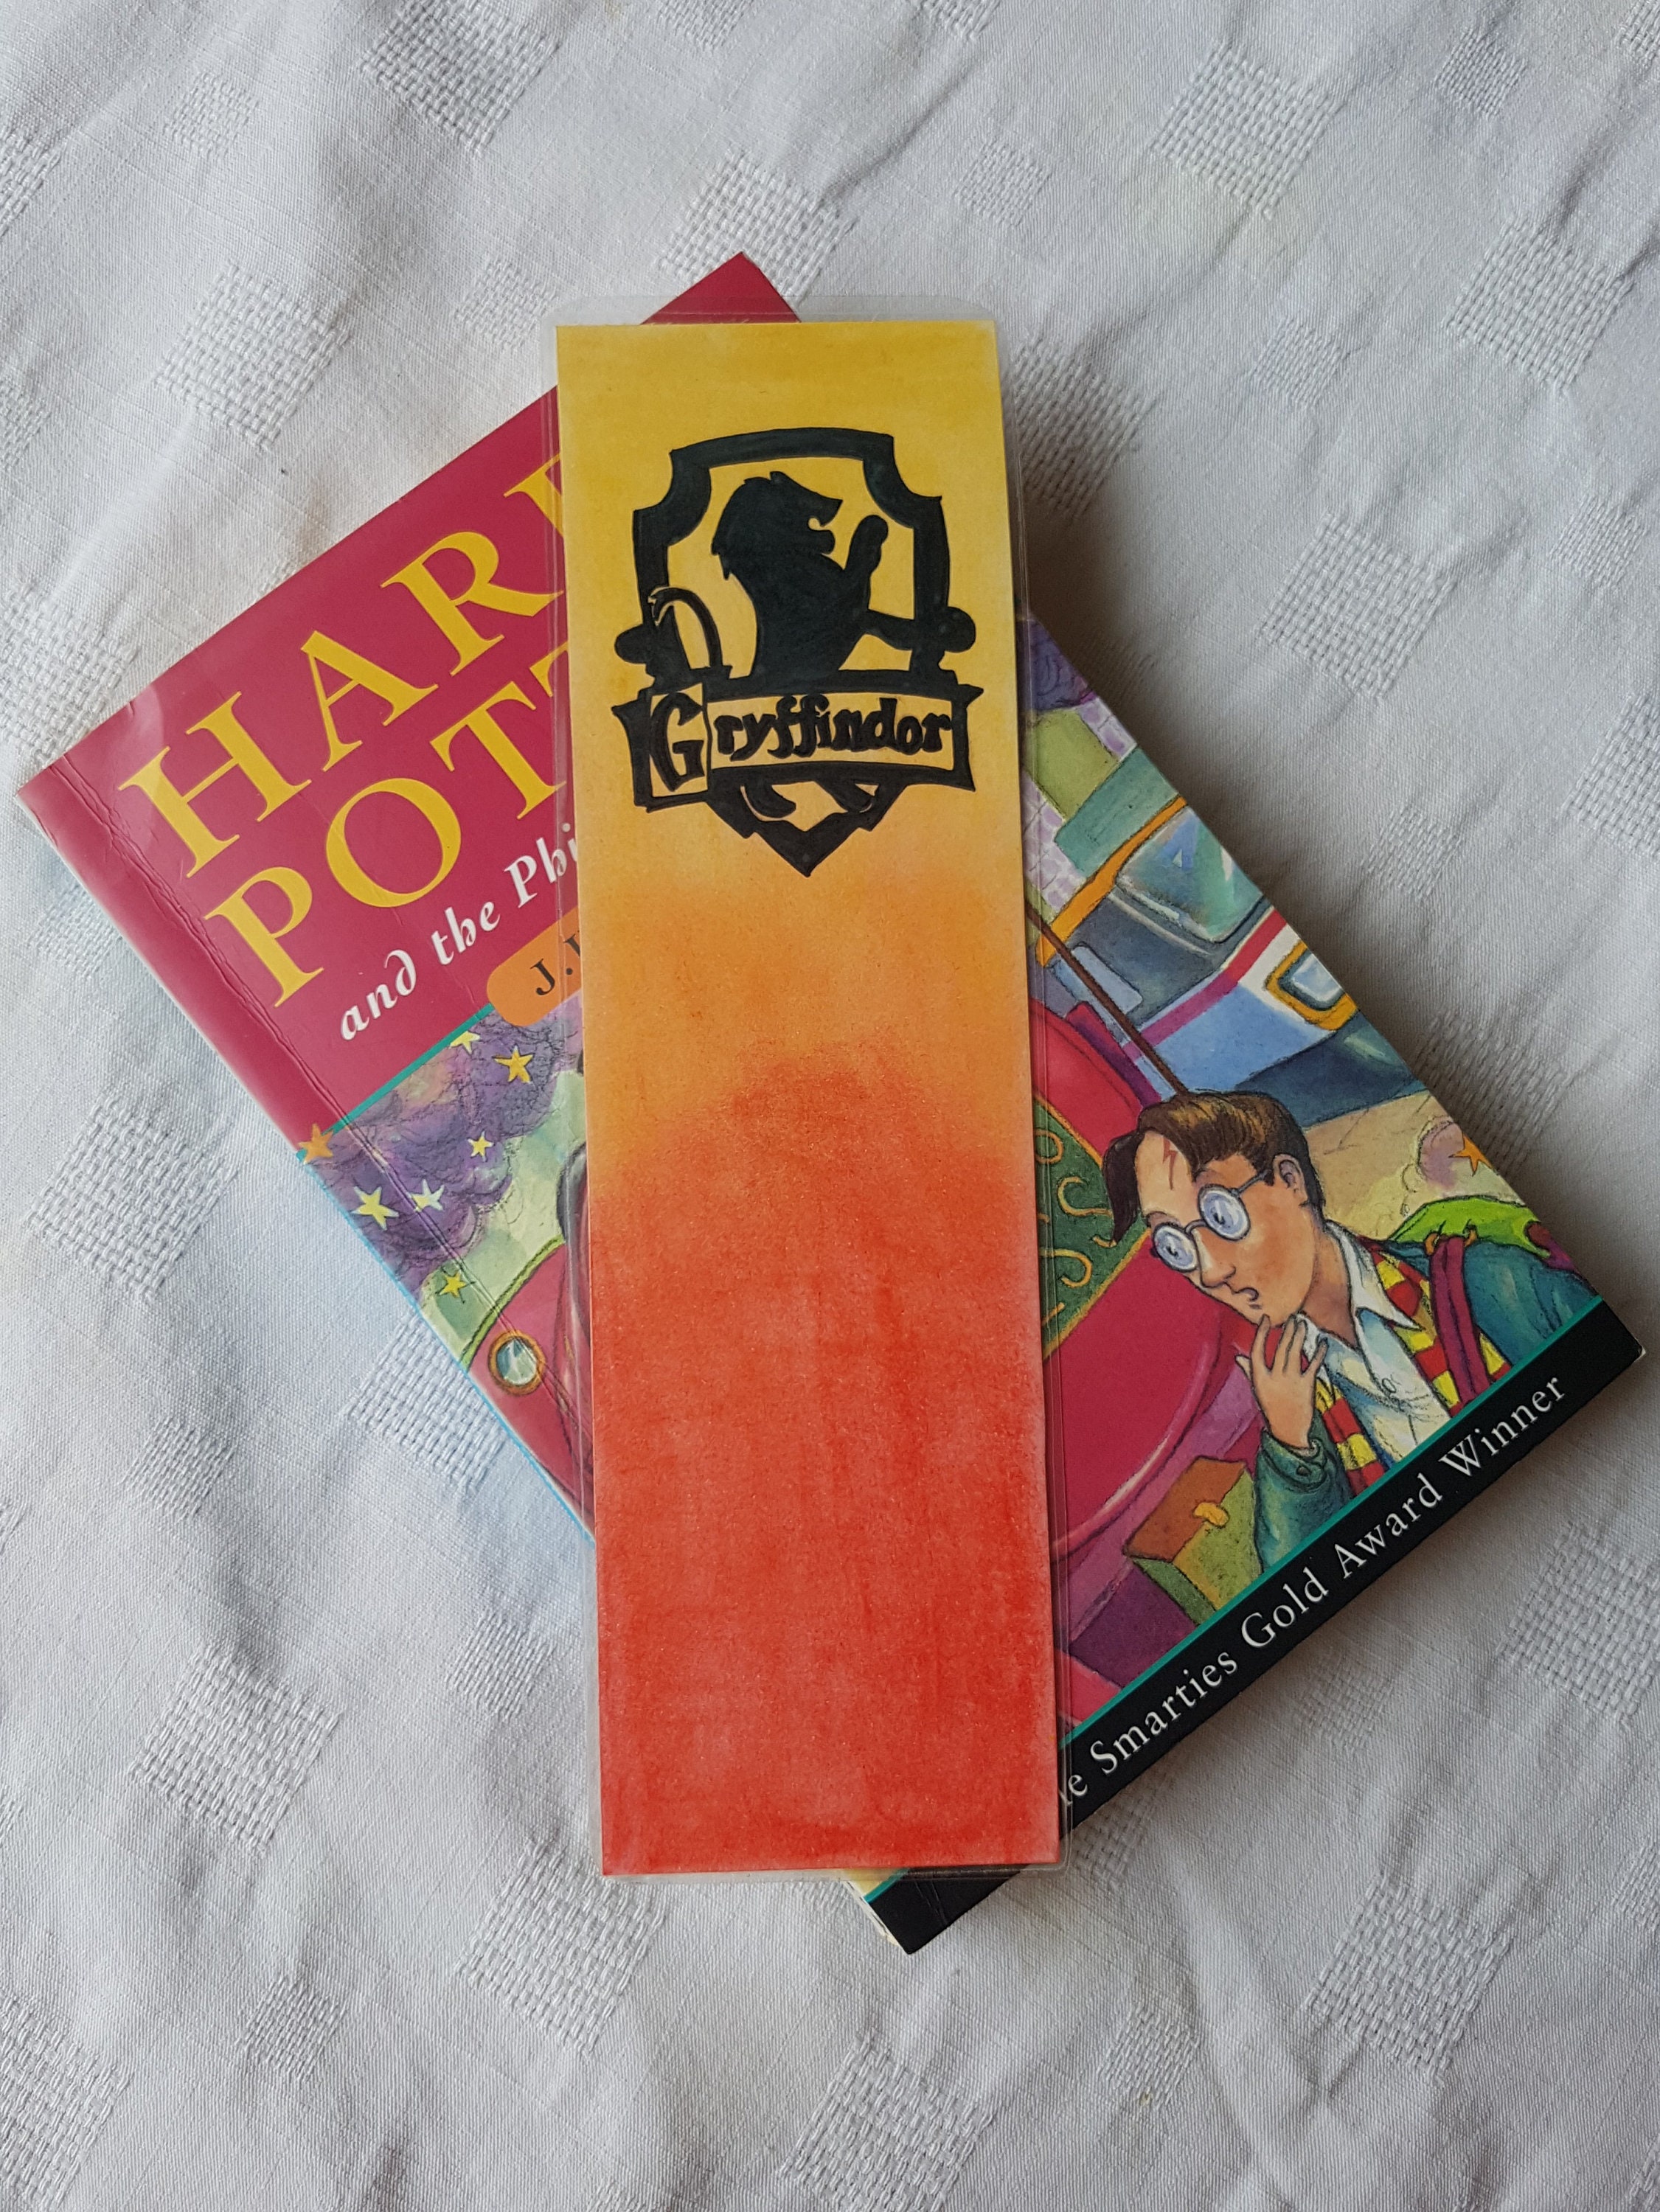 HAR
POT
and the Phi
J.
Gryffindor
Smarties Gold Award Winner